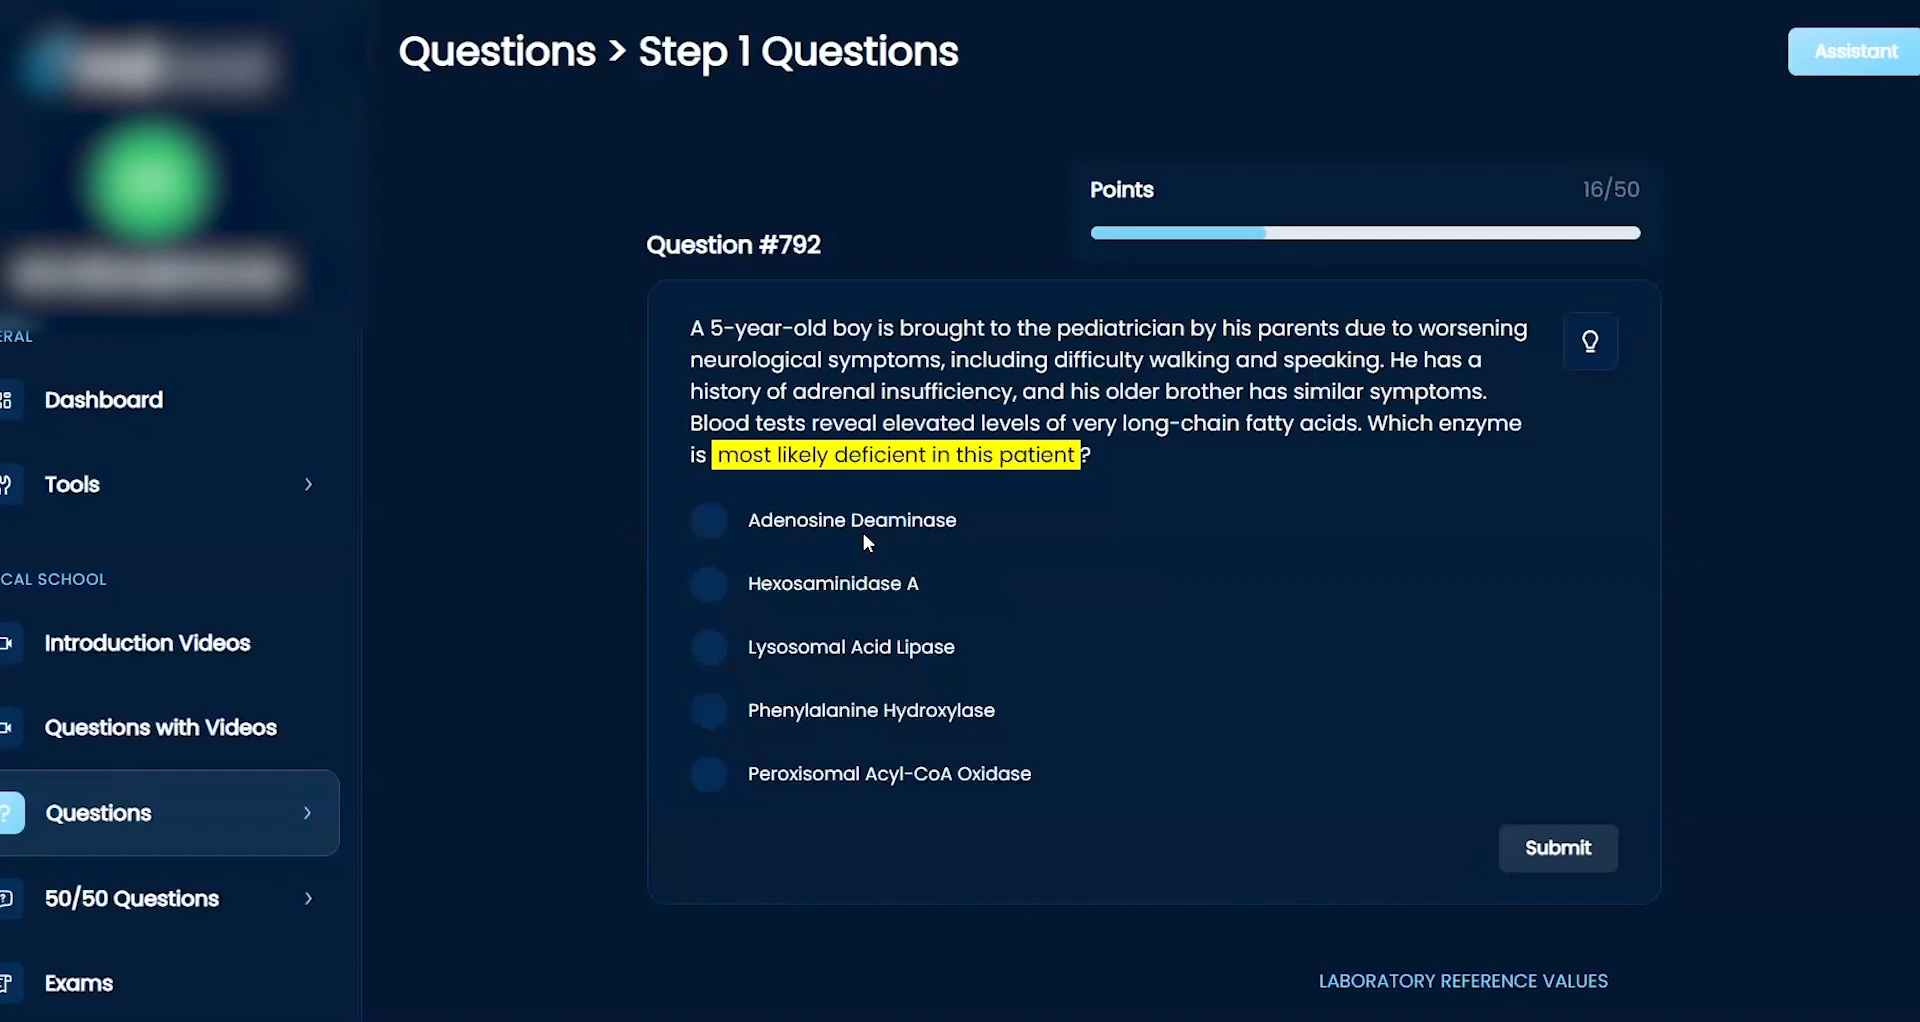 Questions > Step 1 Questions
Assistant
Points
16/50
Question #792
A 5-year-old boy is brought to the pediatrician by his parents due to worsening
neurological symptoms, including difficulty walking and speaking. He has a
history of adrenal insufficiency, and his older brother has similar symptoms.
Blood tests reveal elevated levels of very long-chain fatty acids. Which enzyme
is most likely deficient in this patient?
Adenosine Deaminase
Hexosaminidase A
Lysosomal Acid Lipase
Phenylalanine Hydroxylase
Peroxisomal Acyl-CoA Oxidase
Submit
LABORATORY REFERENCE VALUES
ERAL
Dashboard
Tools
CAL SCHOOL
Introduction Videos
Questions with Videos
Questions
50/50 Questions
Exams